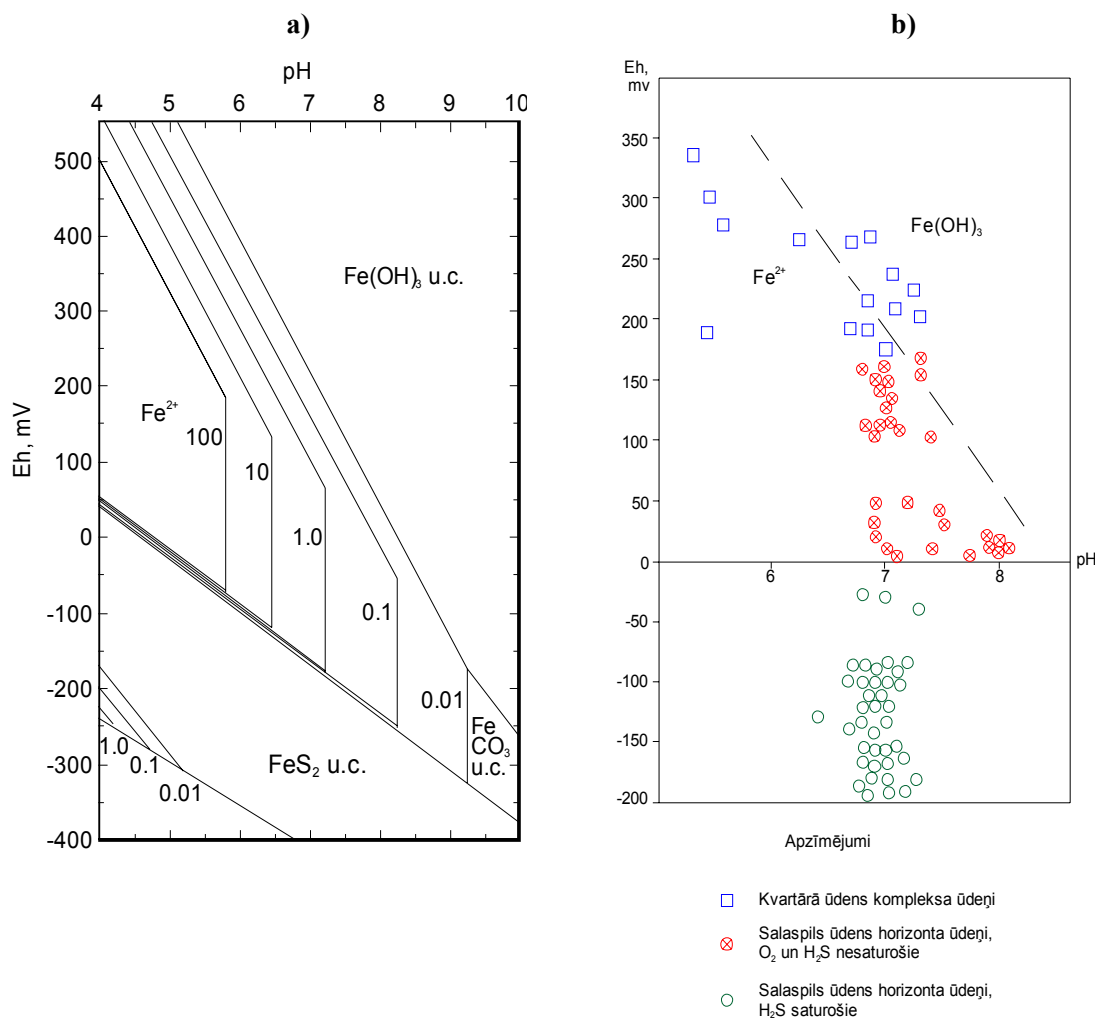 a)
pH
4 5 6 7 8 9 10
Eh, mV
500
400
300
200
100
0
-100
-200
-300
-400
Fe(OH)₃ u.c.
Fe²⁺
100
10
1.0
0.1
0.01
Fe
CO₃
u.c.
FeS₂ u.c.
1.0
0.1
0.01
b)
Eh,
mv
350
300
250
200
150
100
50
0
-50
-100
-150
-200
Fe(OH)₃
Fe²⁺
6 7 8
pH
Apzīmējumi
Kvartārā ūdens kompleksa ūdeņi
Salaspils ūdens horizonta ūdeņi,
O₂ un H₂S nesaturošie
Salaspils ūdens horizonta ūdeņi,
H₂S saturošie